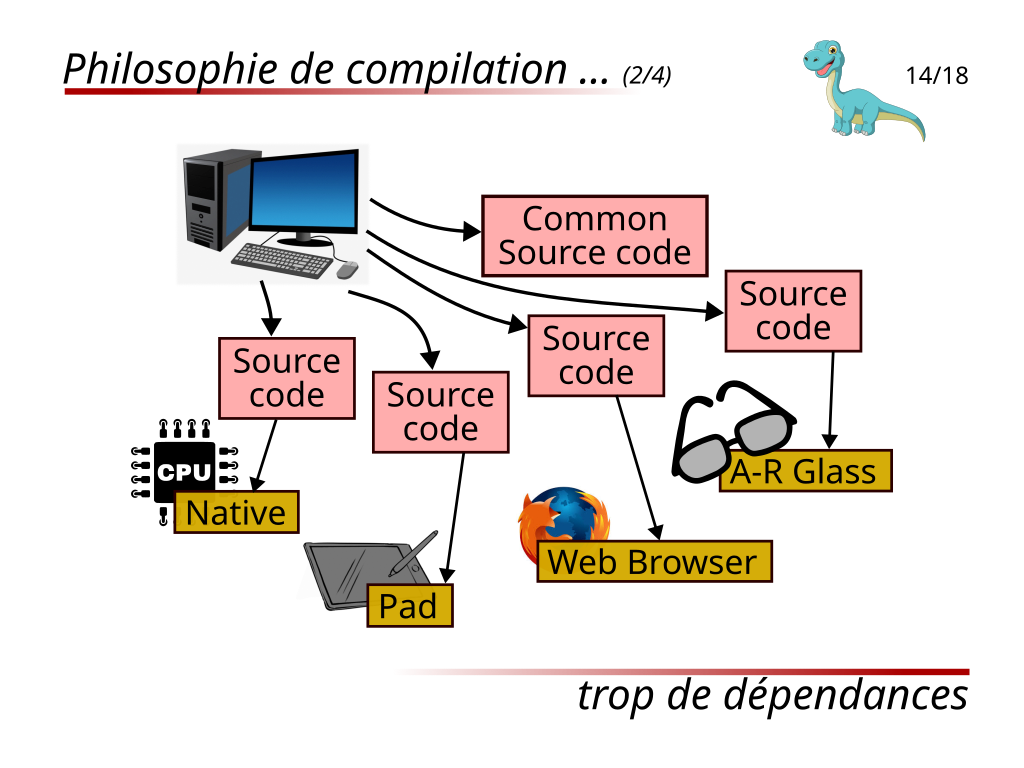 Philosophie de compilation ... (2/4)
14/18
Common
Source code
Source
code
Source
code
Source
code
Source
code
CPU
Native
Pad
Web Browser
A-R Glass
trop de dépendances